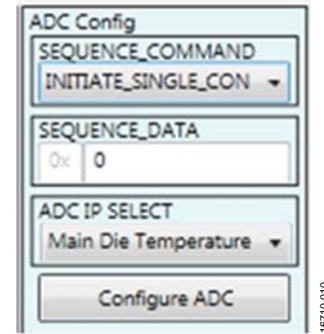 ADC Config
SEQUENCE_COMMAND
INITIATE_SINGLE_CON
SEQUENCE_DATA
0x 0
ADC IP SELECT
Main Die Temperature
Configure ADC